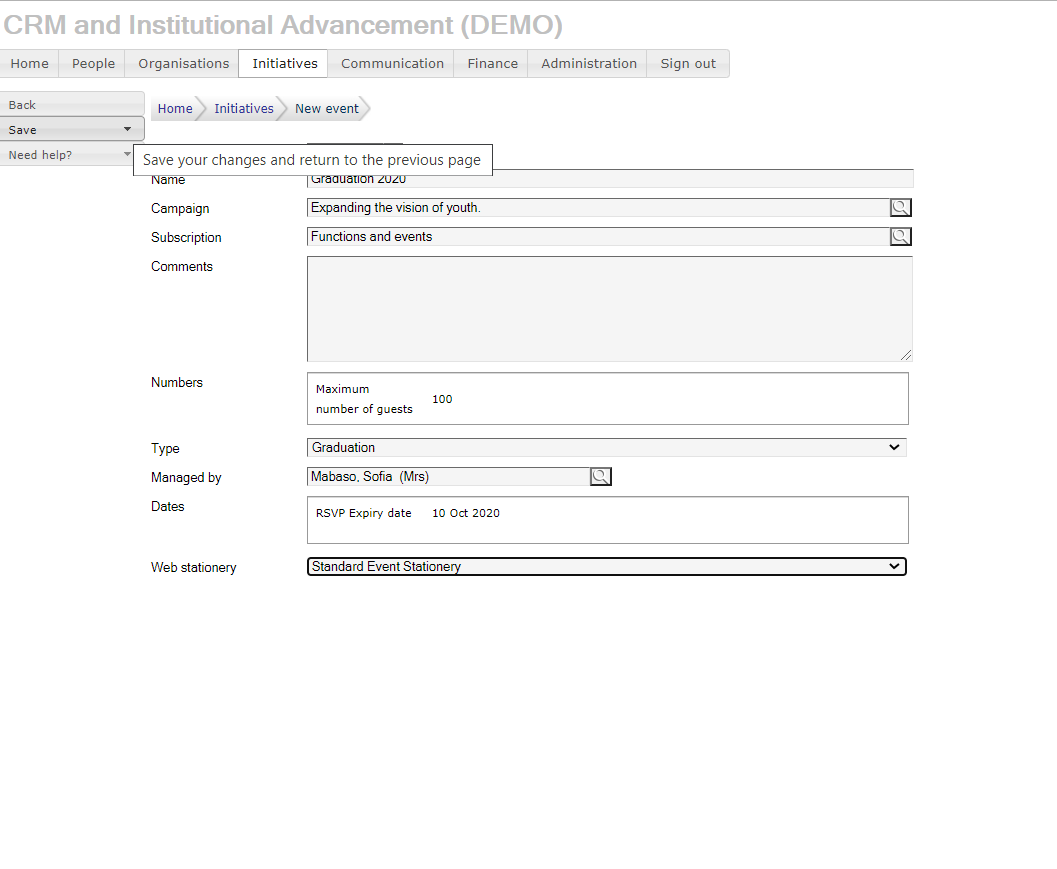 CRM and Institutional Advancement (DEMO)
Home People Organisations Initiatives Communication Finance Administration Sign out
Back
Save
Need help?
Home Initiatives New event
Save your changes and return to the previous page
Name Graduation 2020
Campaign Expanding the vision of youth.
Subscription Functions and events
Comments
Numbers
Maximum
number of guests 100
Type Graduation
Managed by Mabaso, Sofia (Mrs)
Dates RSVP Expiry date 10 Oct 2020
Web stationery Standard Event Stationery